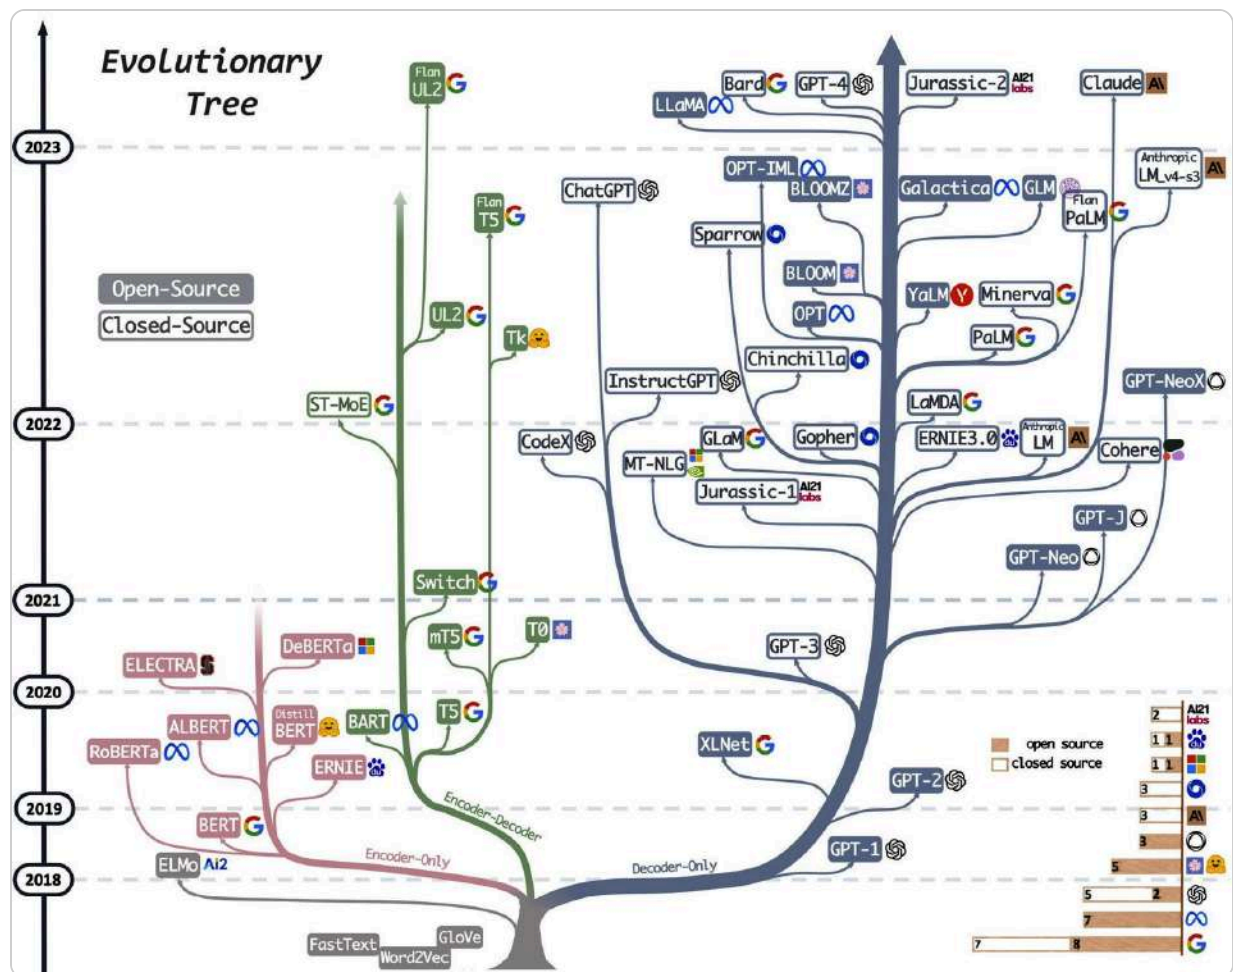 Evolutionary
Tree
Open-Source
Closed-Source
2023
2022
2021
2020
2019
2018
Flan
UL2
Flan
T5
UL2
Tk
ST-MoE
Switch
mT5
T0
T5
BART
DeBERTa
ELECTRA
ALBERT
Distill
BERT
RoBERTa
ERNIE
BERT
ELMo
Ai2
Encoder-Decoder
Encoder-Only
Decoder-Only
FastText
Word2Vec
GloVe
Bard
GPT-4
Jurassic-2
AI21
labs
Claude
LLaMA
Anthropic
LM_v4-s3
OPT-IML
BLOOMZ
ChatGPT
Galactica
GLM
Flan
PaLM
Sparrow
BLOOM
YaLM
Minerva
OPT
PaLM
Chinchilla
InstructGPT
GPT-NeoX
LaMDA
CodeX
GLaM
Gopher
ERNIE3.0
Anthropic
LM
Cohere
MT-NLG
Jurassic-1
AI21
labs
GPT-J
GPT-Neo
GPT-3
XLNet
GPT-2
GPT-1
open source
closed source
2
AI21
labs
1 1
1 1
3
3
3
5
5 2
7
7 8